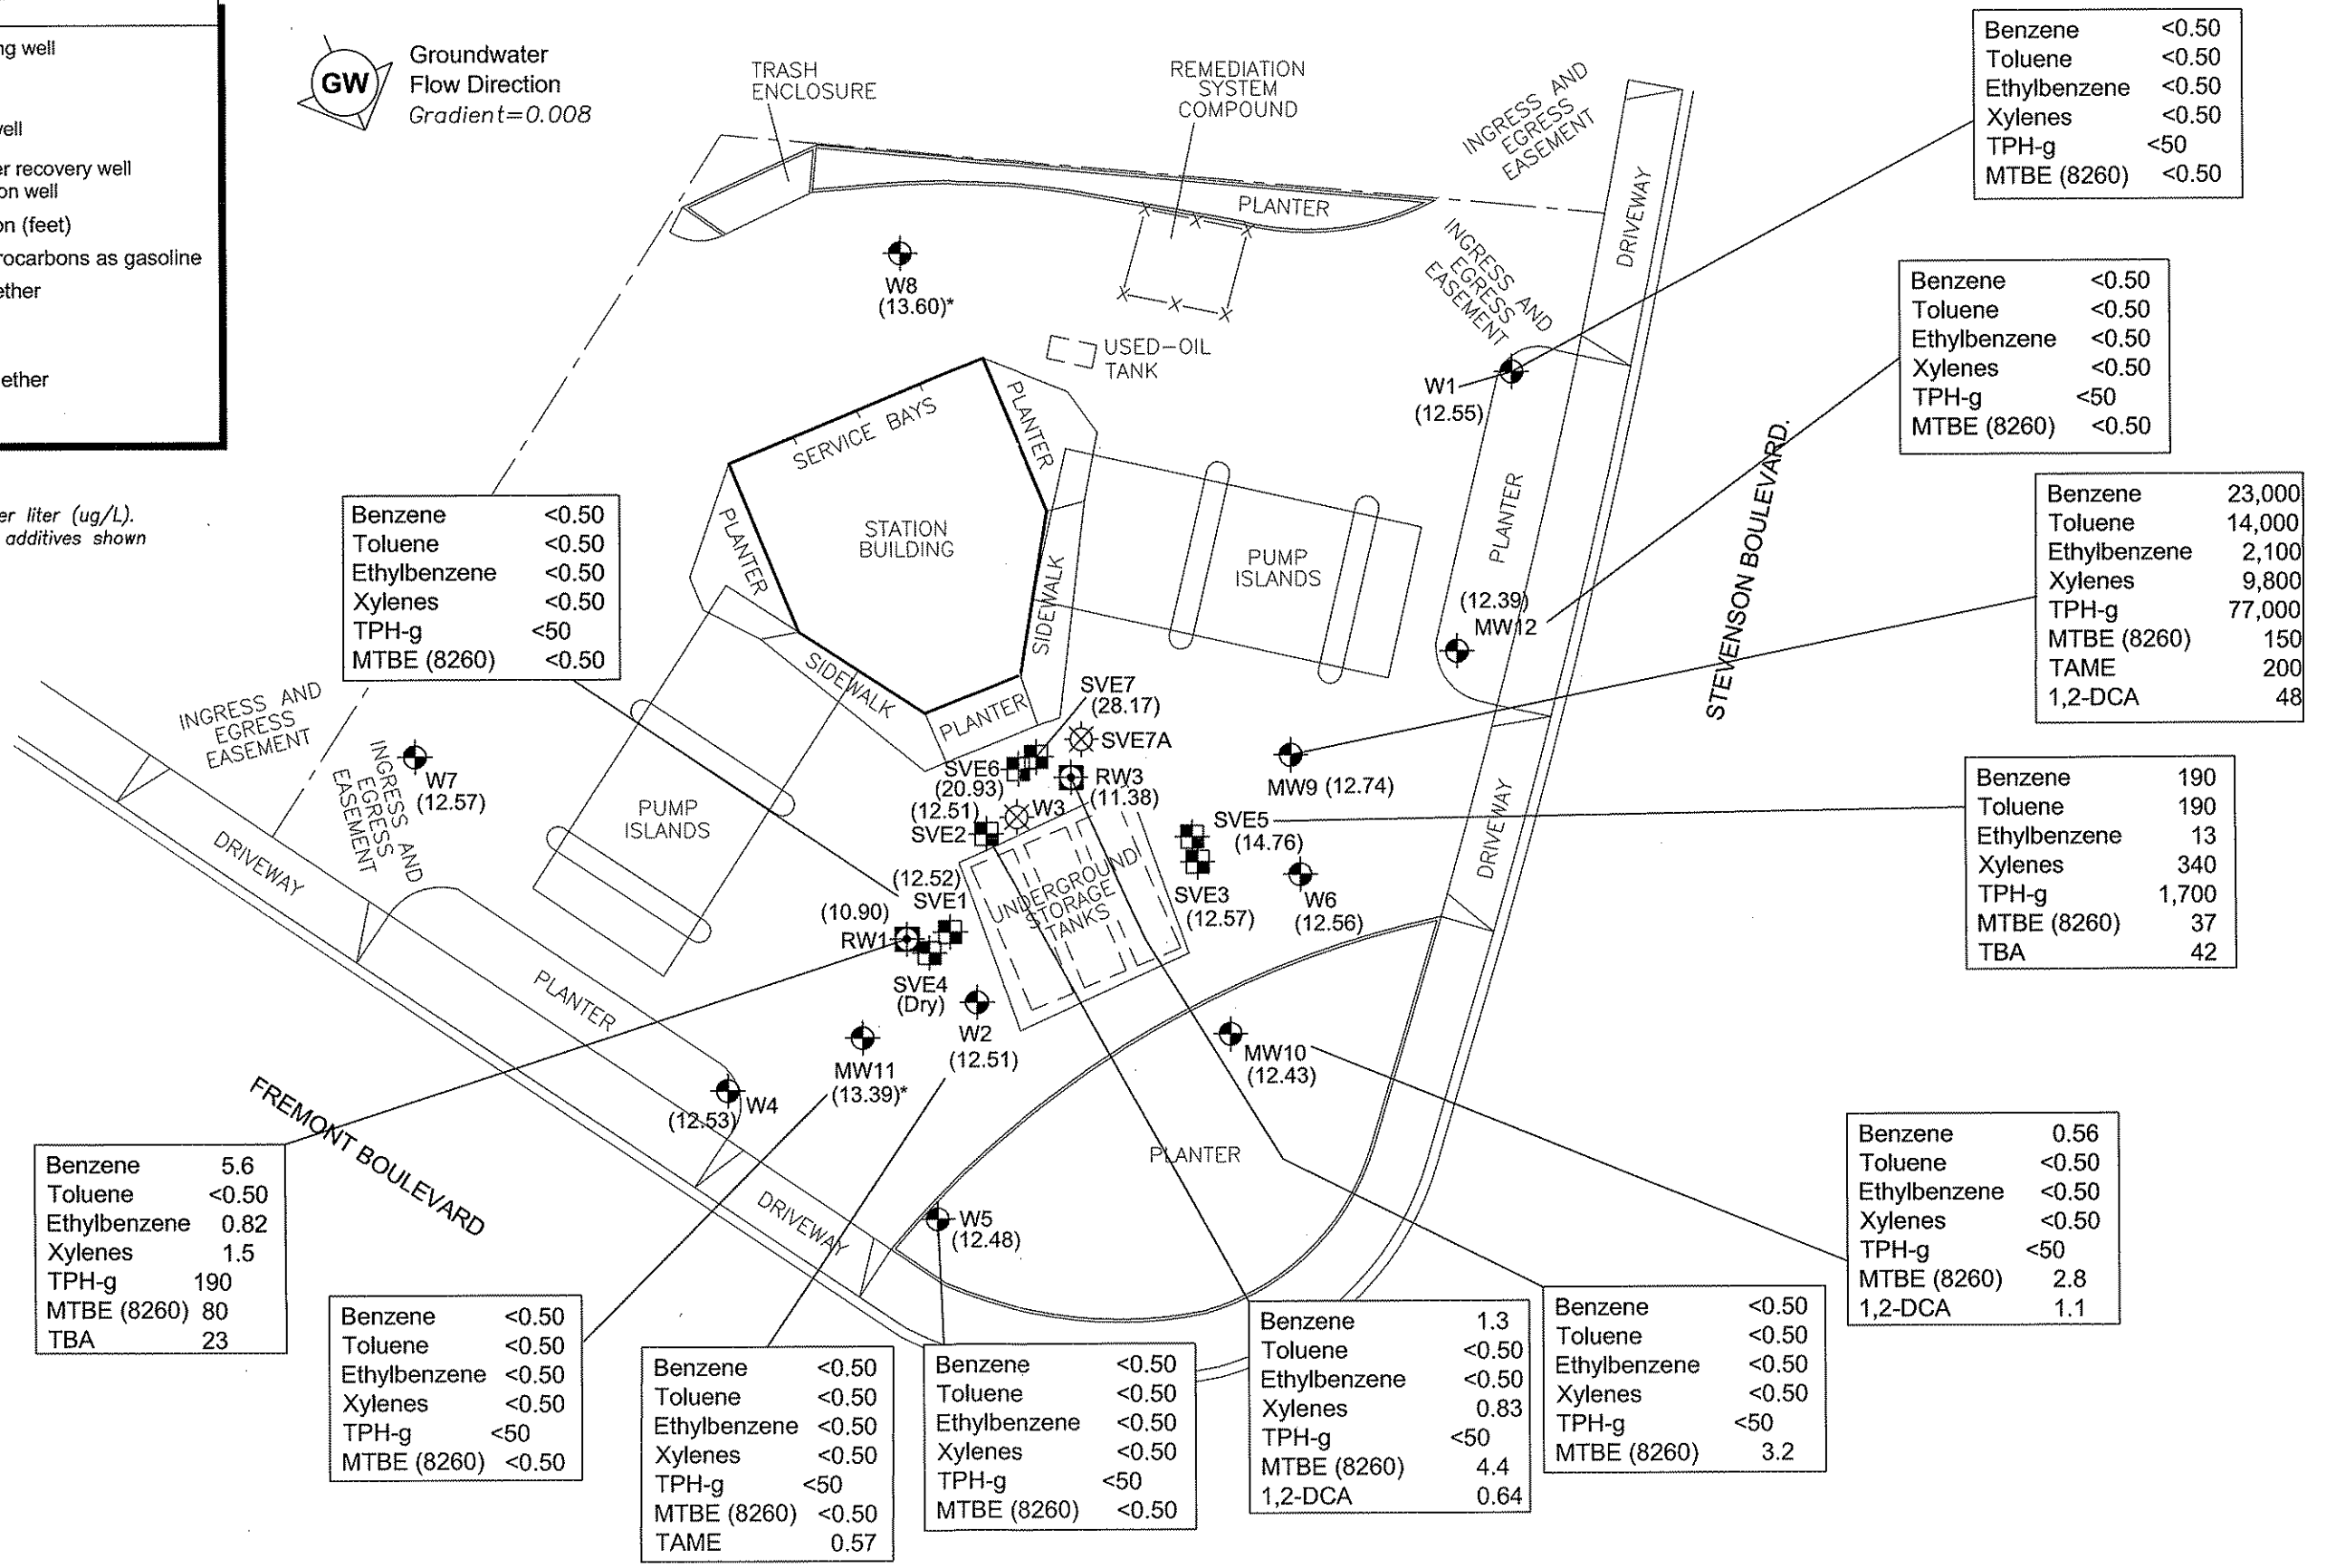 ng well
vell
er recovery well
on well
on (feet)
rocarbons as gasoline
ether
ether
er liter (ug/L).
additives shown
GW
Groundwater
Flow Direction
Gradient=0.008
TRASH
ENCLOSURE
REMEDIATION
SYSTEM
COMPOUND
INGRESS AND
EGRESS
EASEMENT
DRIVEWAY
PLANTER
INGRESS AND
EGRESS
EASEMENT
W8
(13.60)*
USED-OIL
TANK
W1
(12.55)
Benzene <0.50
Toluene <0.50
Ethylbenzene <0.50
Xylenes <0.50
TPH-g <50
MTBE (8260) <0.50
Benzene <0.50
Toluene <0.50
Ethylbenzene <0.50
Xylenes <0.50
TPH-g <50
MTBE (8260) <0.50
SERVICE BAYS
PLANTER
PLANTER
STATION
BUILDING
SIDEWALK
SIDEWALK
PLANTER
PUMP
ISLANDS
PLANTER
STEVENSON BOULEVARD.
(12.39)
MW12
Benzene 23,000
Toluene 14,000
Ethylbenzene 2,100
Xylenes 9,800
TPH-g 77,000
MTBE (8260) 150
TAME 200
1,2-DCA 48
Benzene <0.50
Toluene <0.50
Ethylbenzene <0.50
Xylenes <0.50
TPH-g <50
MTBE (8260) <0.50
INGRESS AND
EGRESS
EASEMENT
INGRESS AND
EGRESS
EASEMENT
W7
(12.57)
DRIVEWAY
PUMP
ISLANDS
SVE7
(28.17)
SVE7A
SVE6
(20.93)
RW3
(11.38)
(12.51)
W3
SVE2
MW9 (12.74)
SVE5
(14.76)
SVE3
(12.57)
W6
(12.56)
DRIVEWAY
Benzene 190
Toluene 190
Ethylbenzene 13
Xylenes 340
TPH-g 1,700
MTBE (8260) 37
TBA 42
(12.52)
SVE1
(10.90)
RW1
UNDERGROUND
STORAGE
TANKS
SVE4
(Dry)
W2
(12.51)
PLANTER
MW11
(13.39)*
W4
(12.53)
MW10
(12.43)
FREMONT BOULEVARD
PLANTER
DRIVEWAY
W5
(12.48)
Benzene 5.6
Toluene <0.50
Ethylbenzene 0.82
Xylenes 1.5
TPH-g 190
MTBE (8260) 80
TBA 23
Benzene <0.50
Toluene <0.50
Ethylbenzene <0.50
Xylenes <0.50
TPH-g <50
MTBE (8260) <0.50
Benzene <0.50
Toluene <0.50
Ethylbenzene <0.50
Xylenes <0.50
TPH-g <50
MTBE (8260) <0.50
TAME 0.57
Benzene <0.50
Toluene <0.50
Ethylbenzene <0.50
Xylenes <0.50
TPH-g <50
MTBE (8260) <0.50
Benzene 1.3
Toluene <0.50
Ethylbenzene <0.50
Xylenes 0.83
TPH-g <50
MTBE (8260) 4.4
1,2-DCA 0.64
Benzene <0.50
Toluene <0.50
Ethylbenzene <0.50
Xylenes <0.50
TPH-g <50
MTBE (8260) 3.2
Benzene 0.56
Toluene <0.50
Ethylbenzene <0.50
Xylenes <0.50
TPH-g <50
MTBE (8260) 2.8
1,2-DCA 1.1